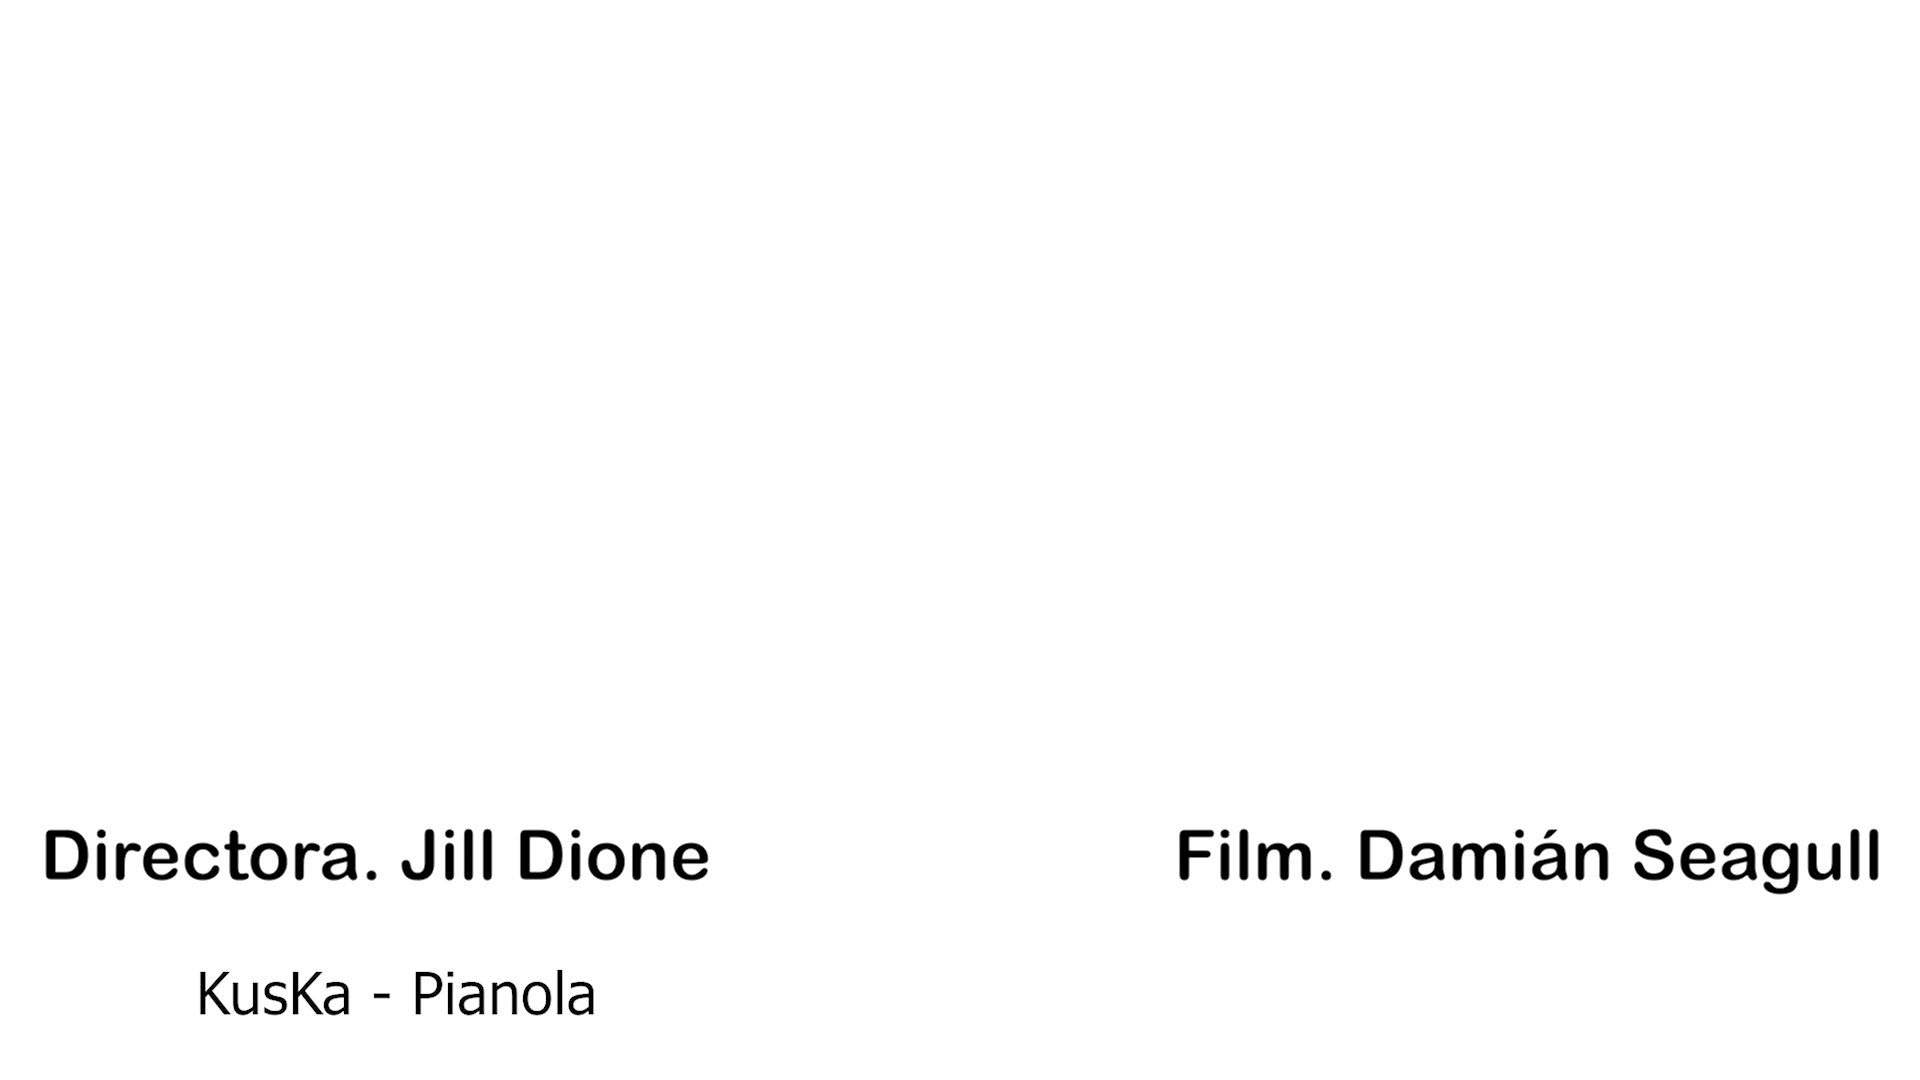 Directora. Jill Dione
Film. Damián Seagull
KusKa - Pianola